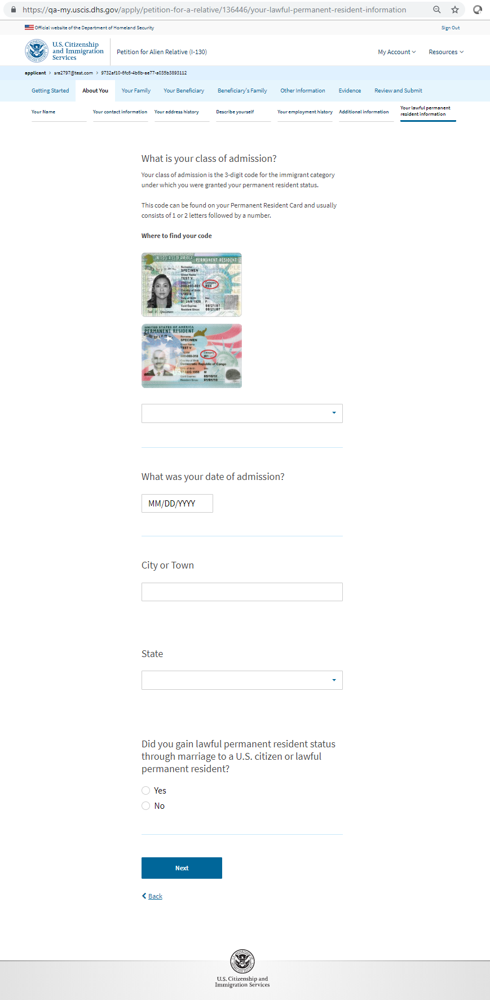 https://qa-my.uscis.dhs.gov/apply/petition-for-a-relative/136446/your-lawful-permanent-resident-information
Official website of the Department of Homeland Security
Sign Out
U.S. Citizenship
and Immigration
Services
Petition for Alien Relative (I-130)
My Account
Resources
applicant > sra2797@test.com > 9732af10-6fc6-4b6b-ae77-a035b3893112
Getting Started
About You
Your Family
Your Beneficiary
Beneficiary's Family
Other Information
Evidence
Review and Submit
Your Name
Your contact information
Your address history
Describe yourself
Your employment history
Additional information
Your lawful permanent
resident information
What is your class of admission?
Your class of admission is the 3-digit code for the immigrant category
under which you were granted your permanent resident status.
This code can be found on your Permanent Resident Card and usually
consists of 1 or 2 letters followed by a number.
Where to find your code
UNITED STATES OF AMERICA
PERMANENT RESIDENT
Surname
SPECIMEN
Given Name
TEST V
USCIS#
000-000-001
Category
RE8
Country of Birth
Utopia
Date of Birth
Sex
01 JAN 1920
F
Card Expires:
08/21/07
Resident Since:
08/21/07
Test V. Specimen
UNITED STATES OF AMERICA
PERMANENT RESIDENT
Surname
SPECIMEN
Given Name
TEST V
USCIS#
000-000-318
Category
IR1
Country of Birth
Democratic Republic of Congo
Date of Birth
Sex
AUG 1950
M
Card Expires:
05/10/11
Resident Since:
01/01/10
What was your date of admission?
MM/DD/YYYY
City or Town
State
Did you gain lawful permanent resident status
through marriage to a U.S. citizen or lawful
permanent resident?
Yes
No
Next
Back
U.S. Citizenship and
Immigration Services